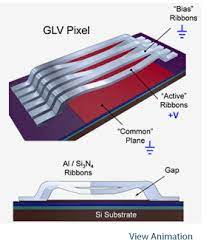 GLV Pixel
"Bias"
Ribbons
"Active"
Ribbons
+V
"Common"
Plane
Al / Si3N4
Ribbons
Gap
Si Substrate
View Animation